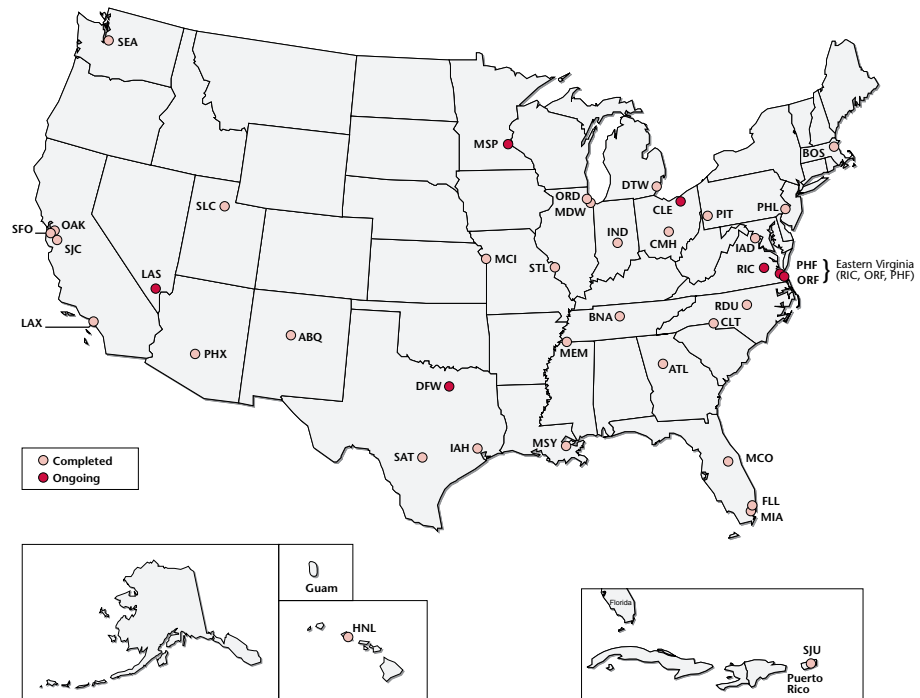 SEA
MSP
BOS
DTW
ORD
MDW
CLE
PIT
PHL
SLC
OAK
SFO
SJC
IND
CMH
IAD
MCI
STL
RIC
PHF
ORF
Eastern Virginia
(RIC, ORF, PHF)
LAS
RDU
BNA
CLT
LAX
ABQ
PHX
MEM
ATL
DFW
MSY
IAH
SAT
MCO
FLL
MIA
Completed
Ongoing
Guam
HNL
Florida
SJU
Puerto
Rico